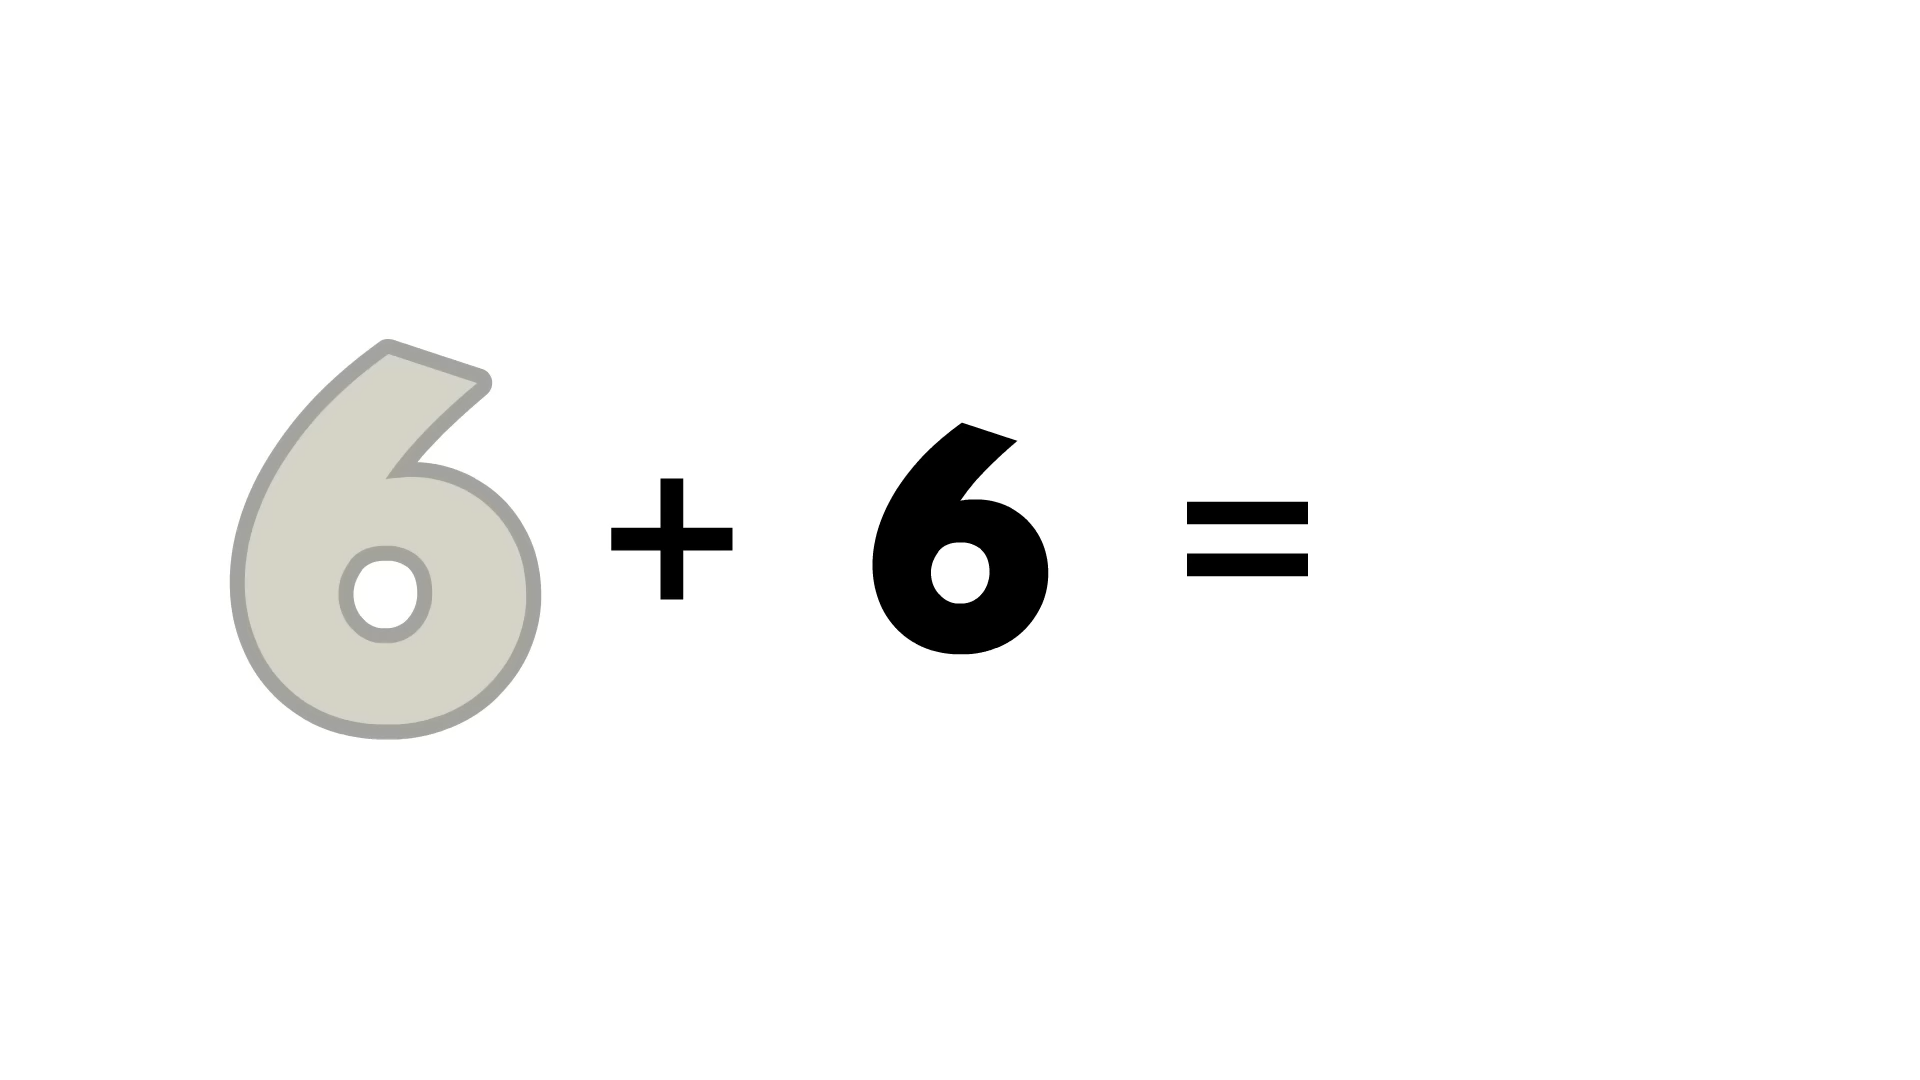 6 + 6 =